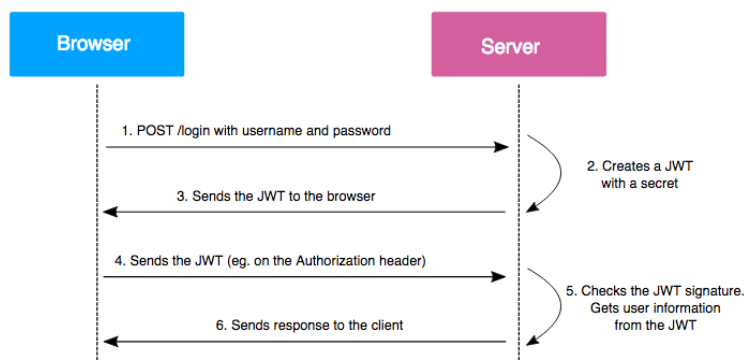 Browser
Server
1. POST /login with username and password
2. Creates a JWT
with a secret
3. Sends the JWT to the browser
4. Sends the JWT (eg. on the Authorization header)
5. Checks the JWT signature.
Gets user information
from the JWT
6. Sends response to the client